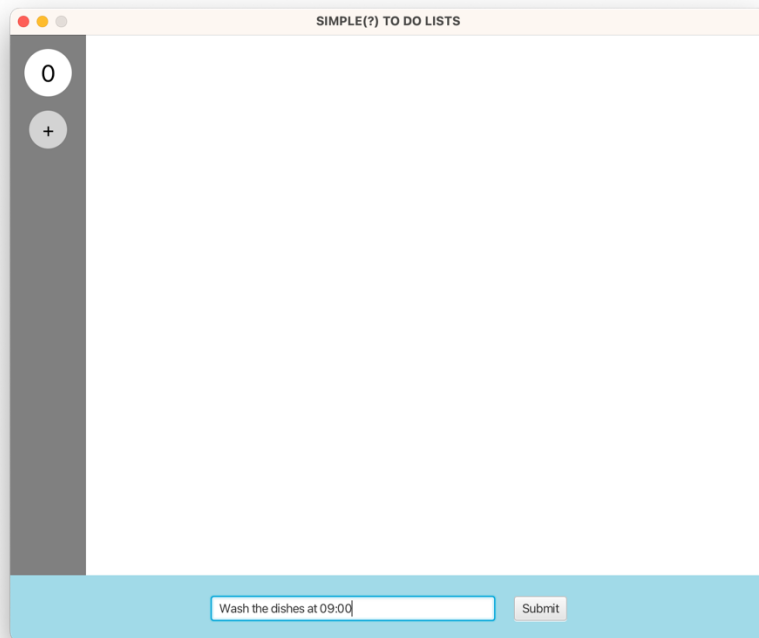 SIMPLE(?) TO DO LISTS
0
+
Wash the dishes at 09:00
Submit